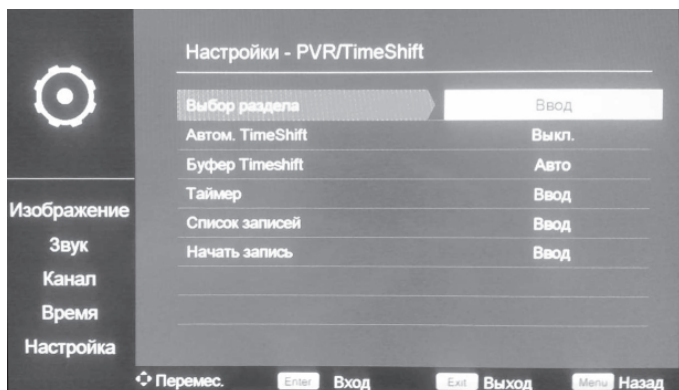 Настройки - PVR/TimeShift
Выбор раздела Ввод
Автом. TimeShift Выкл.
Буфер Timeshift Авто
Таймер Ввод
Список записей Ввод
Начать запись Ввод
Изображение
Звук
Канал
Время
Настройка
Перемес. Enter Вход Exit Выход Menu Назад